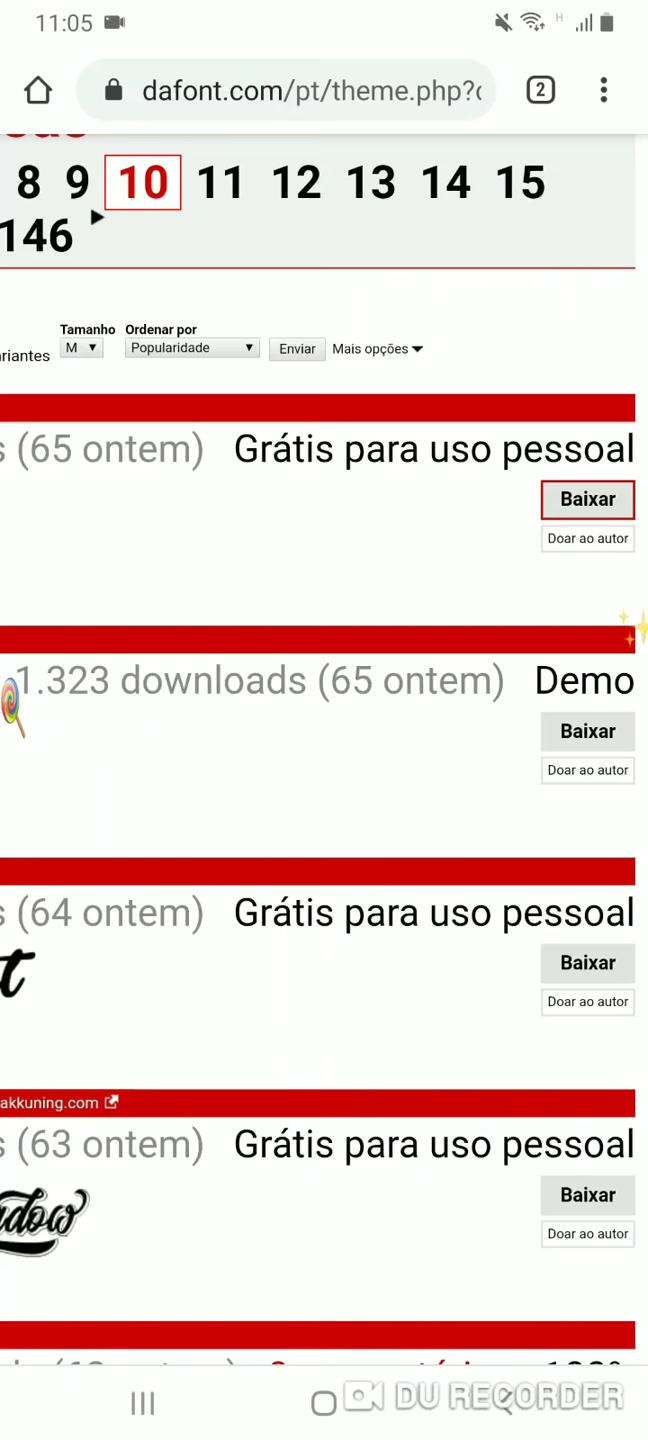 11:05 H
dafont.com/pt/theme.php?c
2
8 9 10 11 12 13 14 15
146
Tamanho Ordenar por
riantes M Popularidade Enviar Mais opções
s (65 ontem) Grátis para uso pessoal
Baixar
Doar ao autor
1.323 downloads (65 ontem) Demo
Baixar
Doar ao autor
s (64 ontem) Grátis para uso pessoal
t
Baixar
Doar ao autor
akkuning.com
s (63 ontem) Grátis para uso pessoal
adow
Baixar
Doar ao autor
DU RECORDER